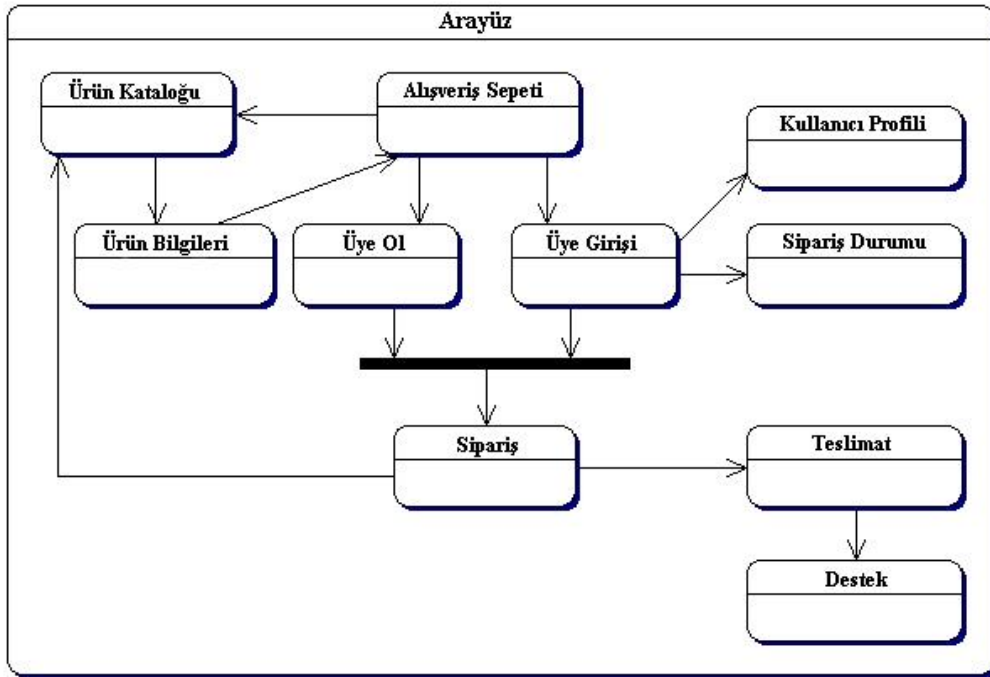 Arayüz
Ürün Kataloğu
Alışveriş Sepeti
Kullanıcı Profili
Ürün Bilgileri
Üye Ol
Üye Girişi
Sipariş Durumu
Sipariş
Teslimat
Destek